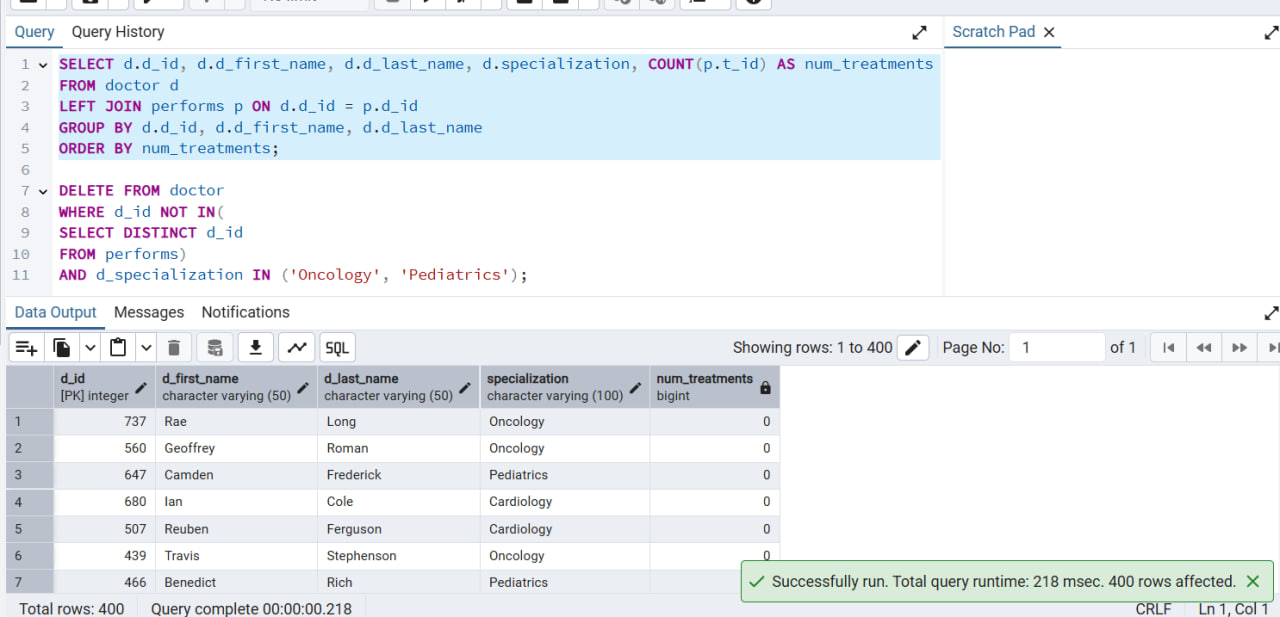 Query Query History Scratch Pad
1 SELECT d.d_id, d.d_first_name, d.d_last_name, d.specialization, COUNT(p.t_id) AS num_treatments
2 FROM doctor d
3 LEFT JOIN performs p ON d.d_id = p.d_id
4 GROUP BY d.d_id, d.d_first_name, d.d_last_name
5 ORDER BY num_treatments;
6
7 DELETE FROM doctor
8 WHERE d_id NOT IN(
9 SELECT DISTINCT d_id
10 FROM performs)
11 AND d_specialization IN ('Oncology', 'Pediatrics');
Data Output Messages Notifications
SQL Showing rows: 1 to 400 Page No: 1 of 1
d_id d_first_name d_last_name specialization num_treatments
[PK] integer character varying (50) character varying (50) character varying (100) bigint
1 737 Rae Long Oncology 0
2 560 Geoffrey Roman Oncology 0
3 647 Camden Frederick Pediatrics 0
4 680 Ian Cole Cardiology 0
5 507 Reuben Ferguson Cardiology 0
6 439 Travis Stephenson Oncology 0
7 466 Benedict Rich Pediatrics
Successfully run. Total query runtime: 218 msec. 400 rows affected.
Total rows: 400 Query complete 00:00:00.218 CRLF Ln 1, Col 1